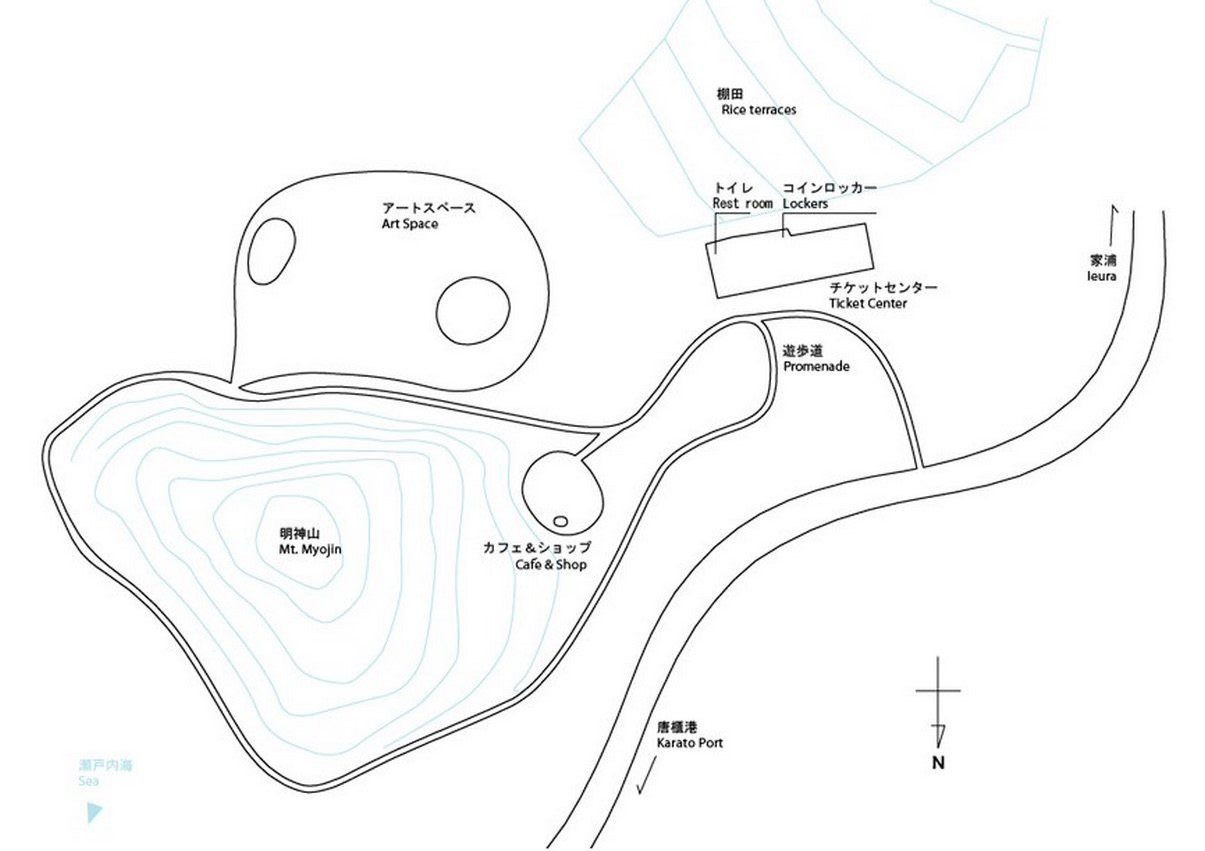 棚田
Rice terraces
トイレ
Rest room
コインロッカー
Lockers
アートスペース
Art Space
家浦
Ieura
チケットセンター
Ticket Center
遊歩道
Promenade
明神山
Mt. Myojin
カフェ＆ショップ
Cafe & Shop
唐櫃港
Karato Port
瀬戸内海
Sea
N